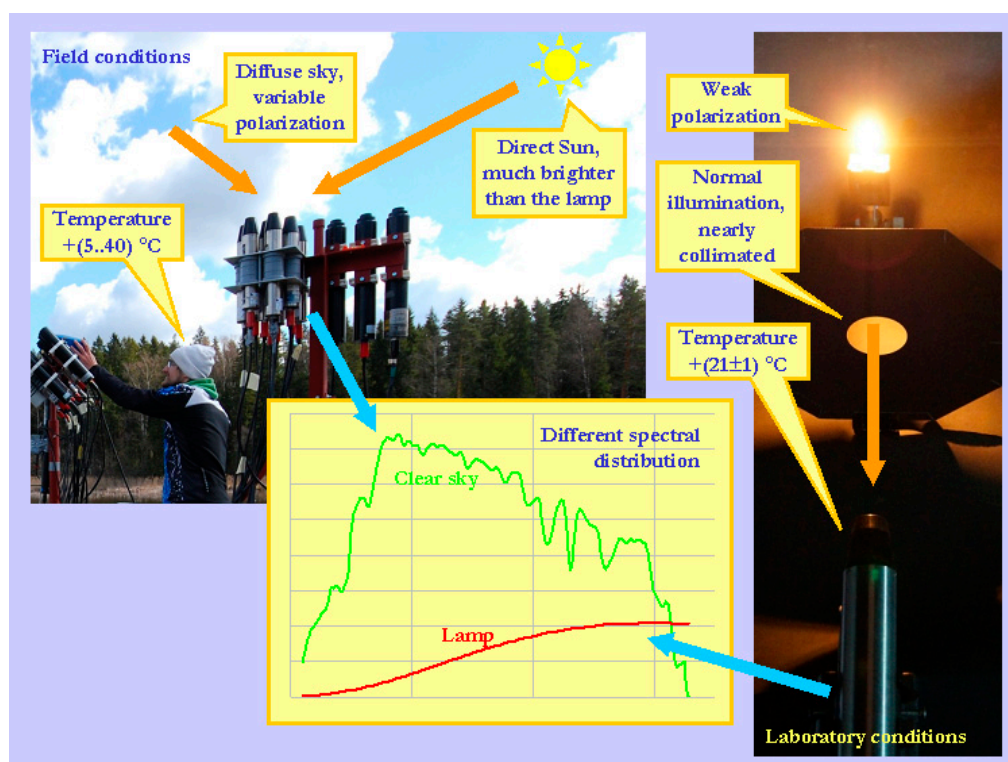 Field conditions
Diffuse sky,
variable
polarization
Direct Sun,
much brighter
than the lamp
Temperature
+(5..40) °C
Weak
polarization
Normal
illumination,
nearly
collimated
Temperature
+(21±1) °C
Different spectral
distribution
Clear sky
Lamp
Laboratory conditions